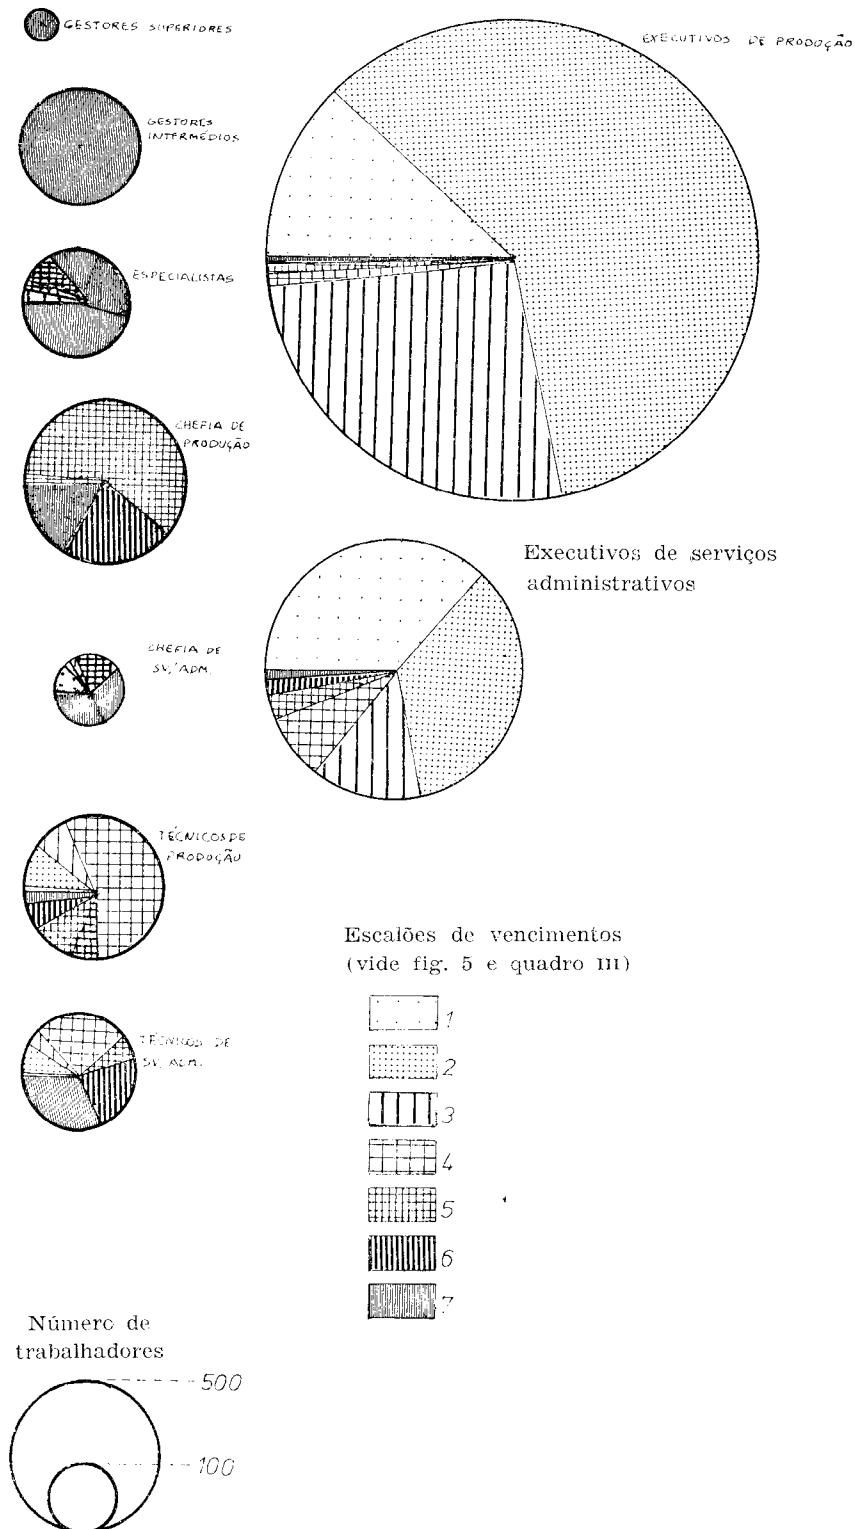 GESTORES SUPERIORES
EXECUTIVOS DE PRODUÇÃO
GESTORES
INTERMÉDIOS
ESPECIALISTAS
CHEFIA DE
PRODUÇÃO
Executivos de serviços
administrativos
CHEFIA DE
SV. ADM.
TÉCNICOS DE
PRODUÇÃO
TÉCNICOS DE
SV. ADM.
Escalões de vencimentos
(vide fig. 5 e quadro III)
1
2
3
4
5
6
7
Número de
trabalhadores
500
100